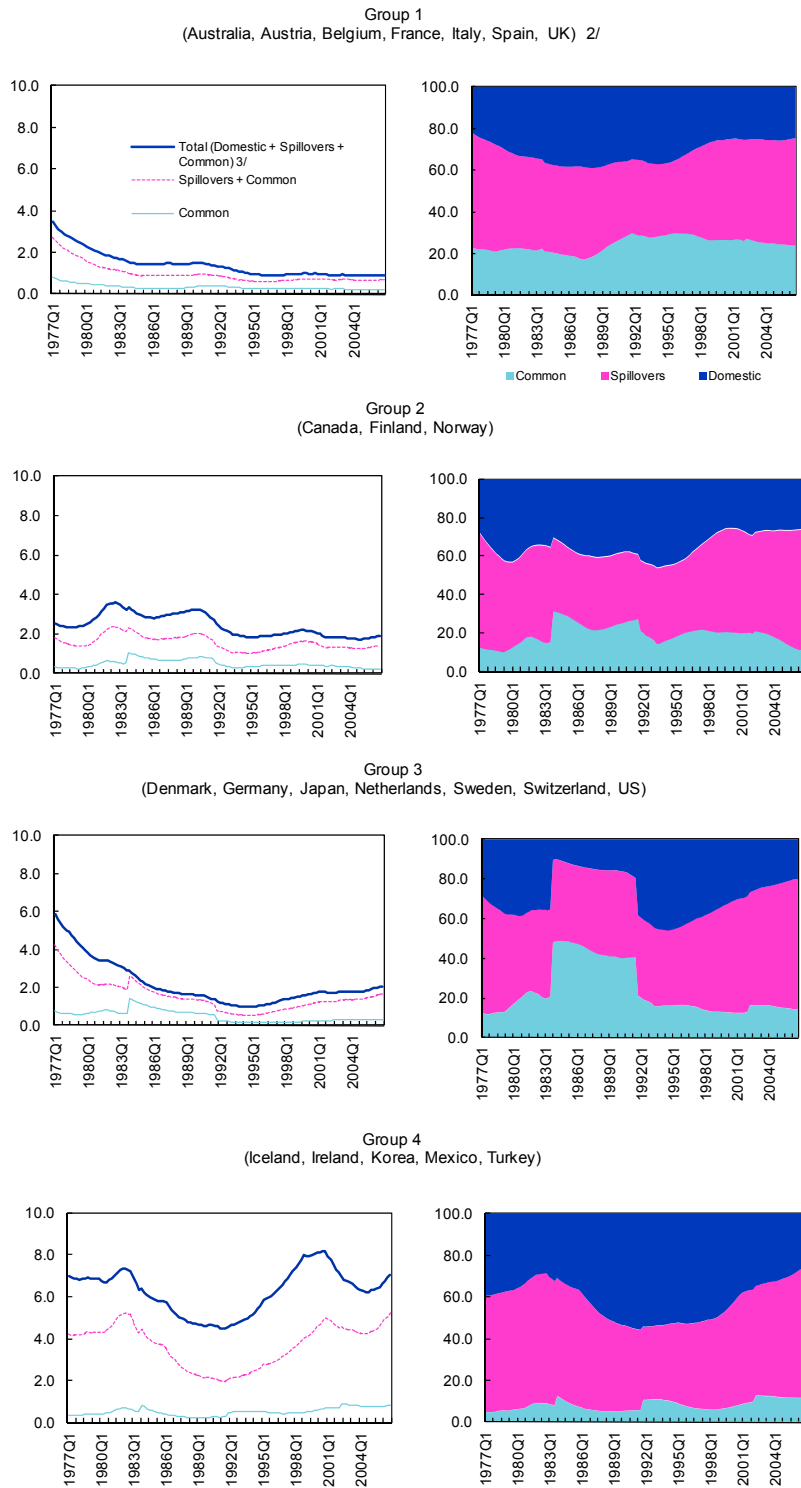 Group 1
(Australia, Austria, Belgium, France, Italy, Spain, UK) 2/
10.0
8.0
6.0
4.0
2.0
0.0
Total (Domestic + Spillovers +
Common) 3/
Spillovers + Common
Common
1977Q1
1980Q1
1983Q1
1986Q1
1989Q1
1992Q1
1995Q1
1998Q1
2001Q1
2004Q1
100.0
80.0
60.0
40.0
20.0
0.0
1977Q1
1980Q1
1983Q1
1986Q1
1989Q1
1992Q1
1995Q1
1998Q1
2001Q1
2004Q1
Common Spillovers Domestic
Group 2
(Canada, Finland, Norway)
10.0
8.0
6.0
4.0
2.0
0.0
1977Q1
1980Q1
1983Q1
1986Q1
1989Q1
1992Q1
1995Q1
1998Q1
2001Q1
2004Q1
100.0
80.0
60.0
40.0
20.0
0.0
1977Q1
1980Q1
1983Q1
1986Q1
1989Q1
1992Q1
1995Q1
1998Q1
2001Q1
2004Q1
Group 3
(Denmark, Germany, Japan, Netherlands, Sweden, Switzerland, US)
10.0
8.0
6.0
4.0
2.0
0.0
1977Q1
1980Q1
1983Q1
1986Q1
1989Q1
1992Q1
1995Q1
1998Q1
2001Q1
2004Q1
100.0
80.0
60.0
40.0
20.0
0.0
1977Q1
1980Q1
1983Q1
1986Q1
1989Q1
1992Q1
1995Q1
1998Q1
2001Q1
2004Q1
Group 4
(Iceland, Ireland, Korea, Mexico, Turkey)
10.0
8.0
6.0
4.0
2.0
0.0
1977Q1
1980Q1
1983Q1
1986Q1
1989Q1
1992Q1
1995Q1
1998Q1
2001Q1
2004Q1
100.0
80.0
60.0
40.0
20.0
0.0
1977Q1
1980Q1
1983Q1
1986Q1
1989Q1
1992Q1
1995Q1
1998Q1
2001Q1
2004Q1